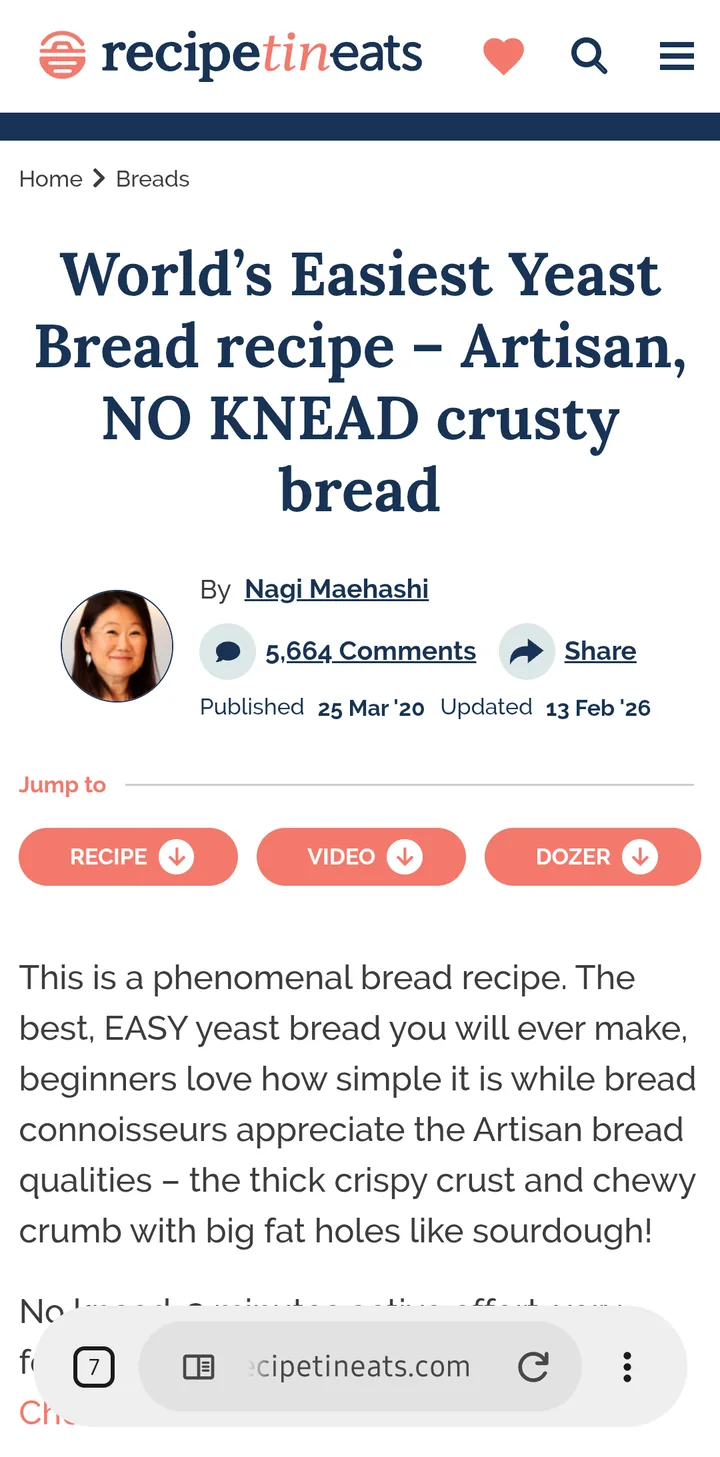 recipetineats
Home Breads
World’s Easiest Yeast
Bread recipe – Artisan,
NO KNEAD crusty
bread
By Nagi Maehashi
5,664 Comments Share
Published 25 Mar '20 Updated 13 Feb '26
Jump to
RECIPE VIDEO DOZER
This is a phenomenal bread recipe. The
best, EASY yeast bread you will ever make,
beginners love how simple it is while bread
connoisseurs appreciate the Artisan bread
qualities – the thick crispy crust and chewy
crumb with big fat holes like sourdough!
No
7 ecipetineats.com